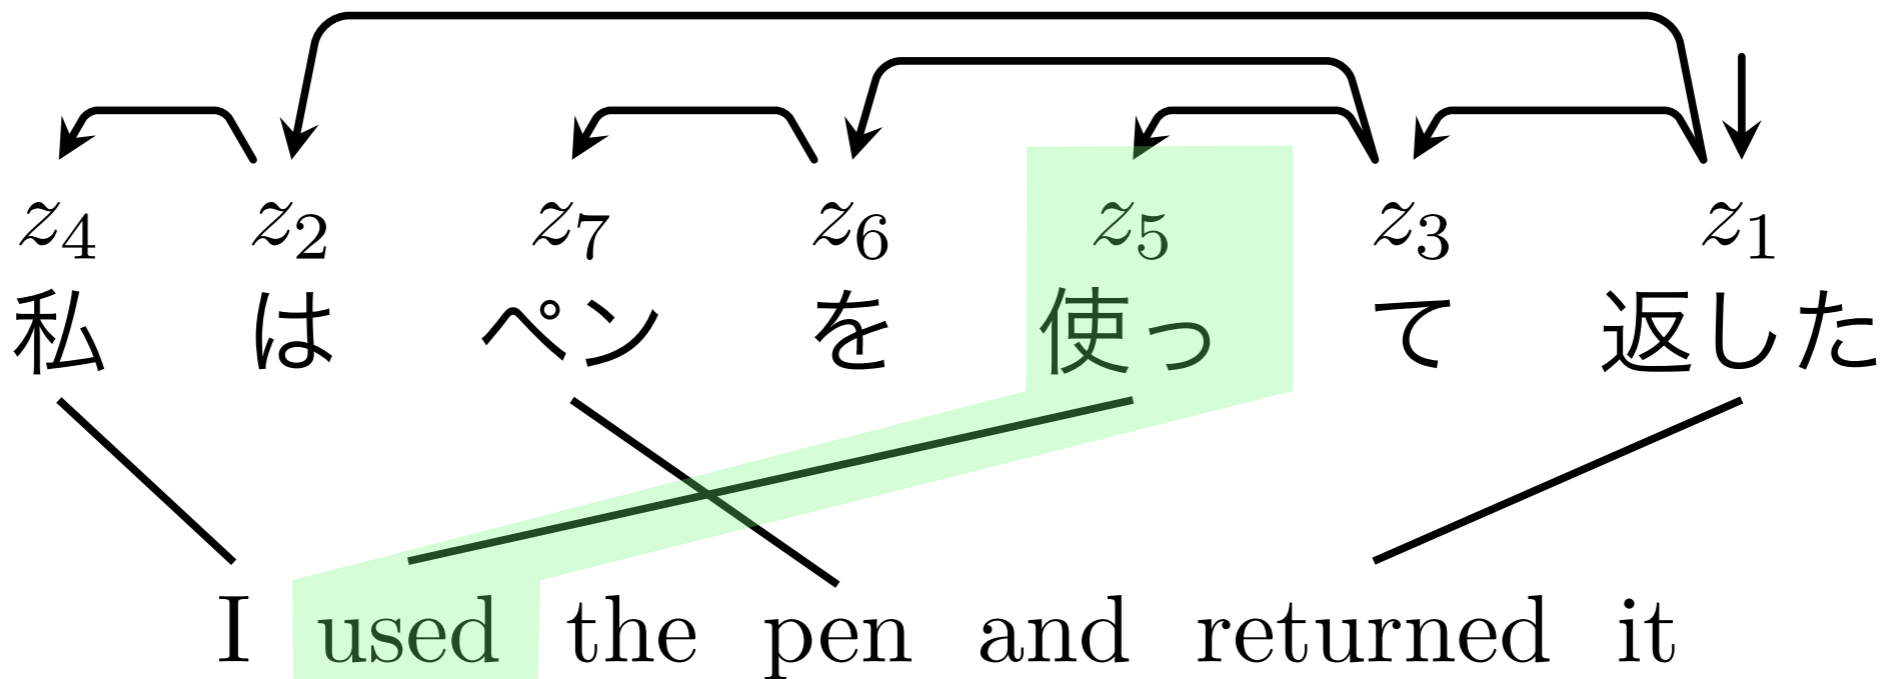 z4 z2 z7 z6 z5 z3 z1
私 は ペン を 使っ て 返した
I used the pen and returned it